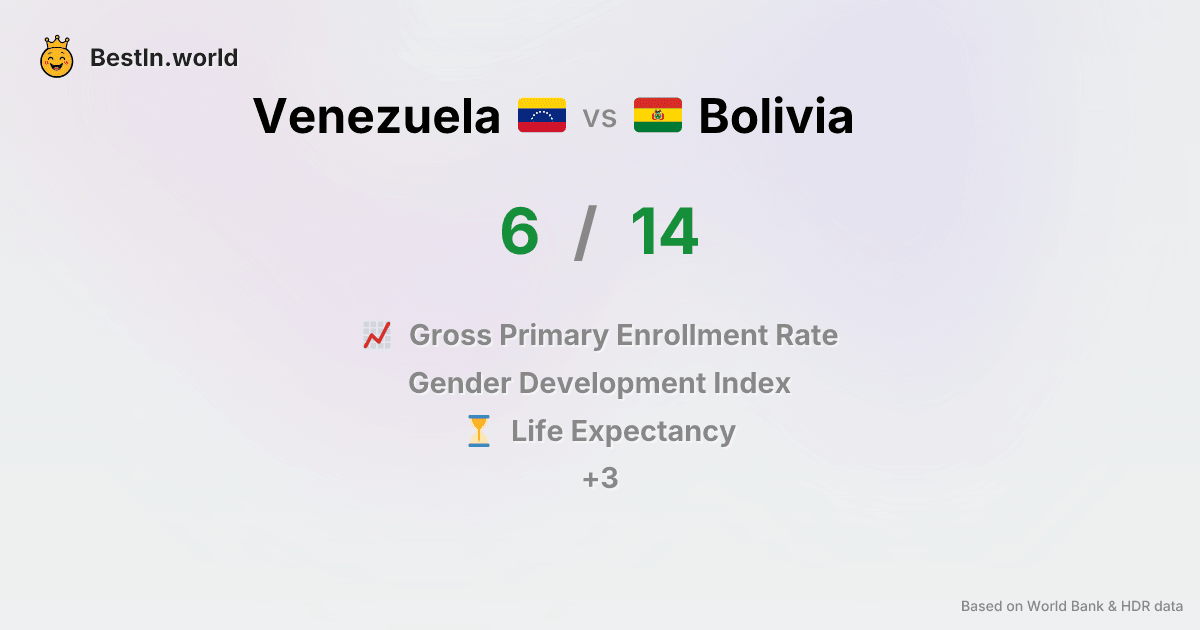 BestIn.world
Venezuela vs Bolivia
6 / 14
Gross Primary Enrollment Rate
Gender Development Index
Life Expectancy
+3
Based on World Bank & HDR data